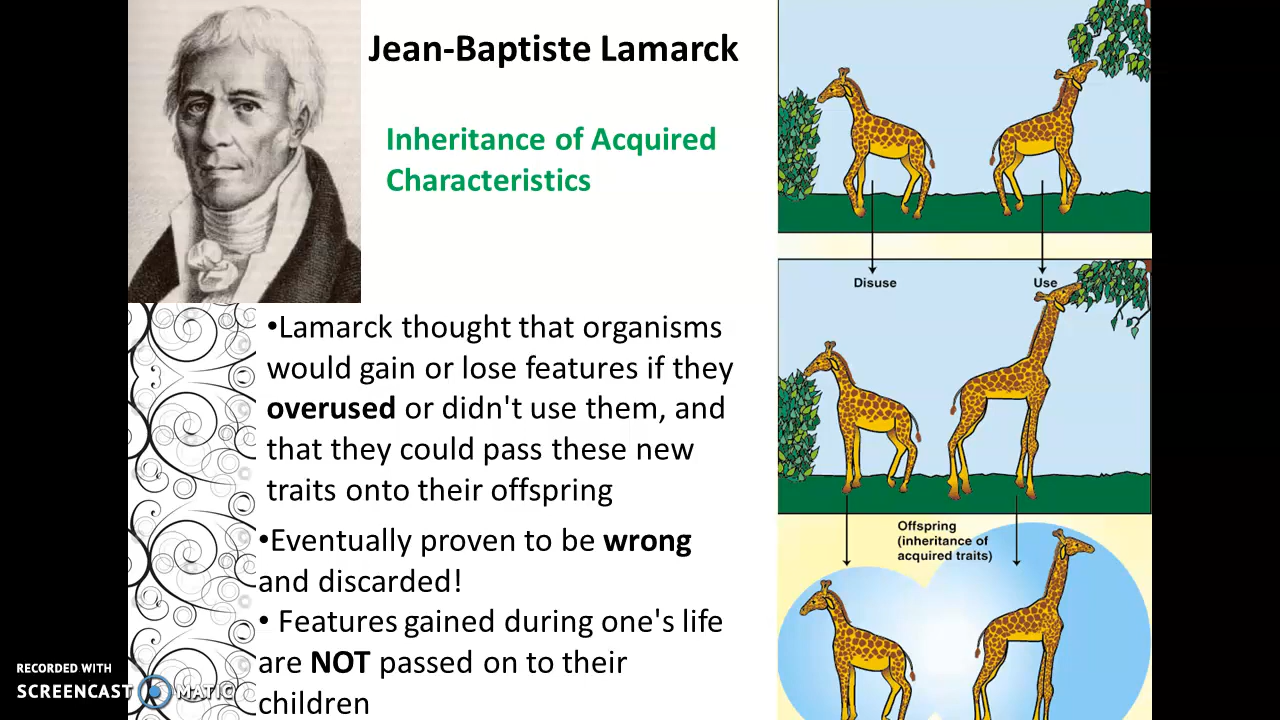 Jean-Baptiste Lamarck
Inheritance of Acquired
Characteristics
•Lamarck thought that organisms
would gain or lose features if they
overused or didn't use them, and
that they could pass these new
traits onto their offspring
•Eventually proven to be wrong
and discarded!
• Features gained during one's life
are NOT passed on to their
children
Disuse
Use
Offspring
(inheritance of
acquired traits)
RECORDED WITH
SCREENCAST MATIC